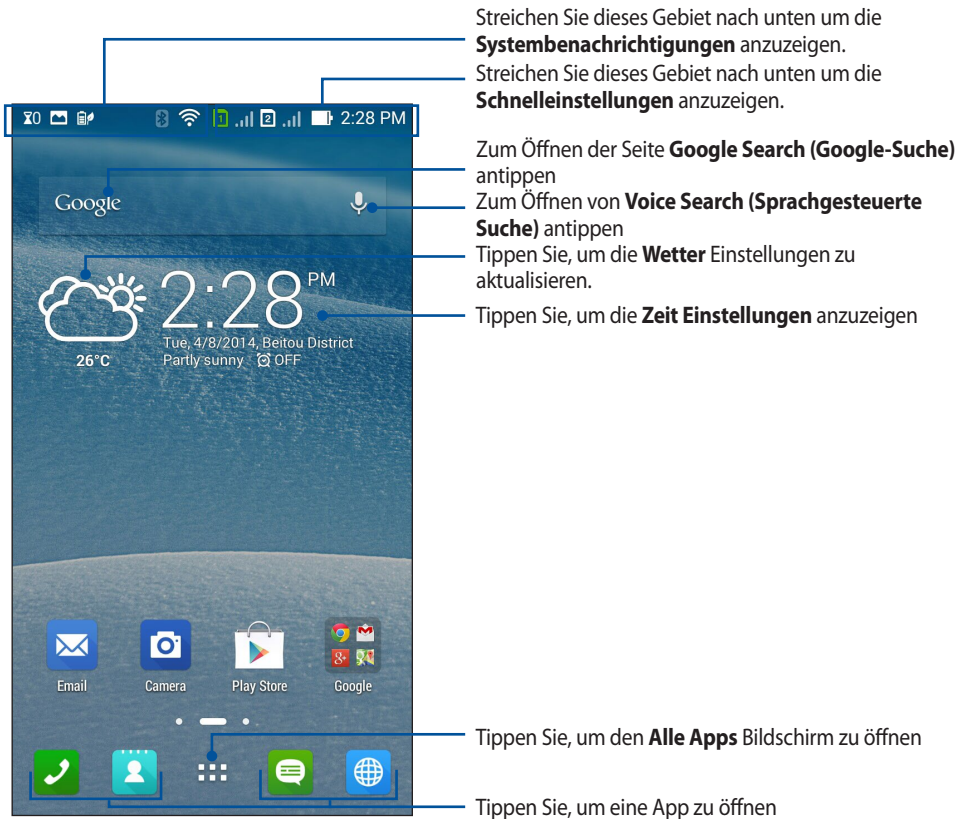 Streichen Sie dieses Gebiet nach unten um die
Systembenachrichtigungen anzuzeigen.
Streichen Sie dieses Gebiet nach unten um die
Schnelleinstellungen anzuzeigen.
0 1 2 2:28 PM
Zum Öffnen der Seite Google Search (Google-Suche)
antippen
Google
Zum Öffnen von Voice Search (Sprachgesteuerte
Suche) antippen
Tippen Sie, um die Wetter Einstellungen zu
aktualisieren.
2:28 PM
Tippen Sie, um die Zeit Einstellungen anzuzeigen
Tue, 4/8/2014, Beitou District
26°C Partly sunny OFF
Email Camera Play Store Google
Tippen Sie, um den Alle Apps Bildschirm zu öffnen
Tippen Sie, um eine App zu öffnen